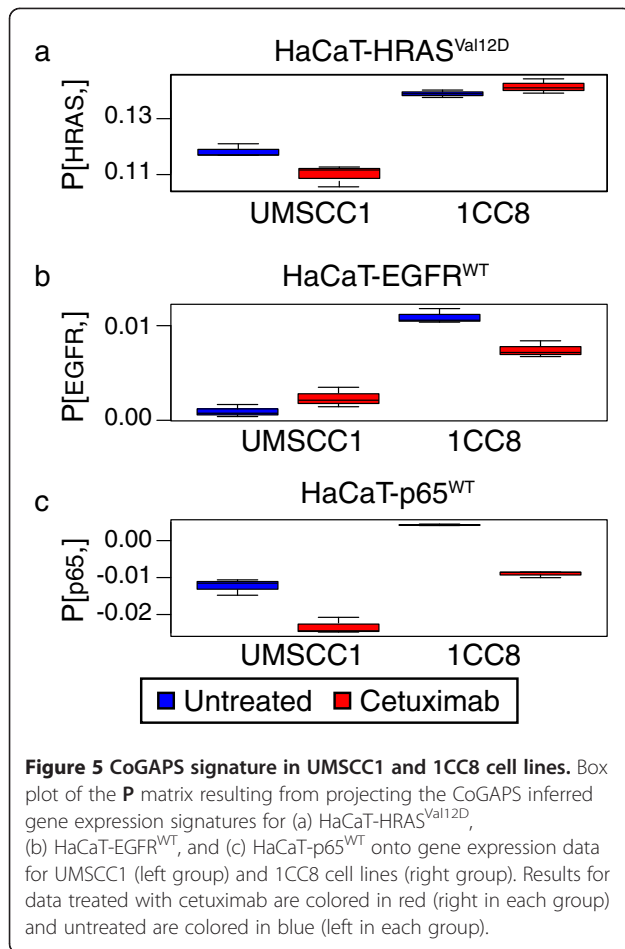 a
HaCaT-HRAS^Val12D
P[HRAS,]
0.13
0.11
UMSCC1 1CC8
b
HaCaT-EGFR^WT
P[EGFR,]
0.01
0.00
UMSCC1 1CC8
c
HaCaT-p65^WT
P[p65,]
0.00
-0.01
-0.02
UMSCC1 1CC8
Untreated Cetuximab
Figure 5 CoGAPS signature in UMSCC1 and 1CC8 cell lines. Box
plot of the P matrix resulting from projecting the CoGAPS inferred
gene expression signatures for (a) HaCaT-HRAS^Val12D,
(b) HaCaT-EGFR^WT, and (c) HaCaT-p65^WT onto gene expression data
for UMSCC1 (left group) and 1CC8 cell lines (right group). Results for
data treated with cetuximab are colored in red (right in each group)
and untreated are colored in blue (left in each group).